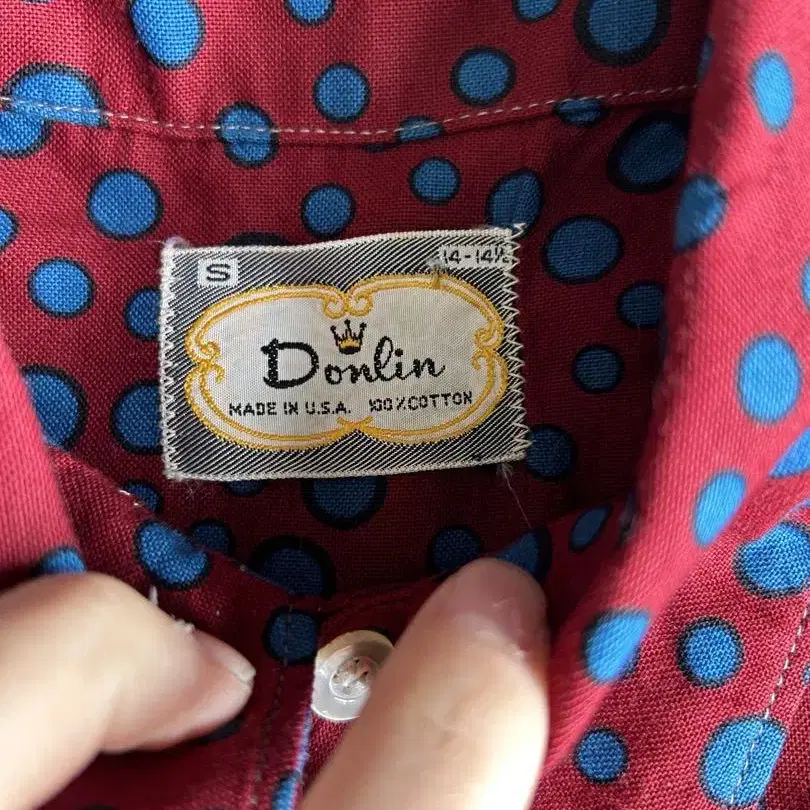 S 14-14½
Donlin
MADE IN U.S.A. 100% COTTON